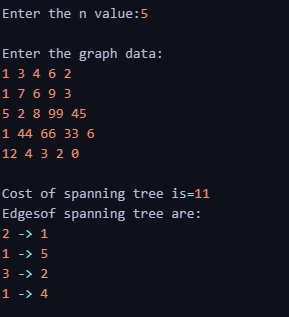 Enter the n value:5
Enter the graph data:
1 3 4 6 2
1 7 6 9 3
5 2 8 99 45
1 44 66 33 6
12 4 3 2 0
Cost of spanning tree is=11
Edgesof spanning tree are:
2 -> 1
1 -> 5
3 -> 2
1 -> 4